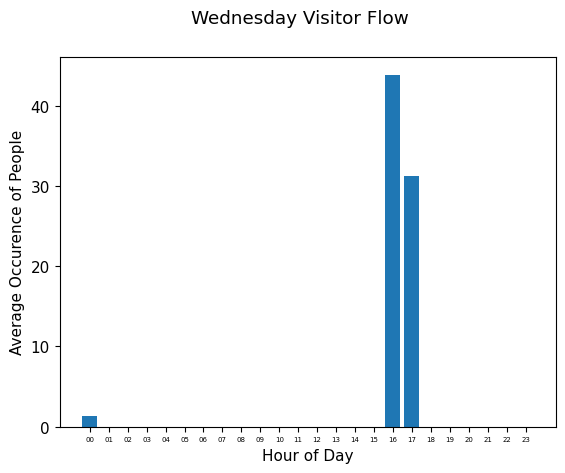 Wednesday Visitor Flow
Average Occurence of People
40
30
20
10
0
00 01 02 03 04 05 06 07 08 09 10 11 12 13 14 15 16 17 18 19 20 21 22 23
Hour of Day